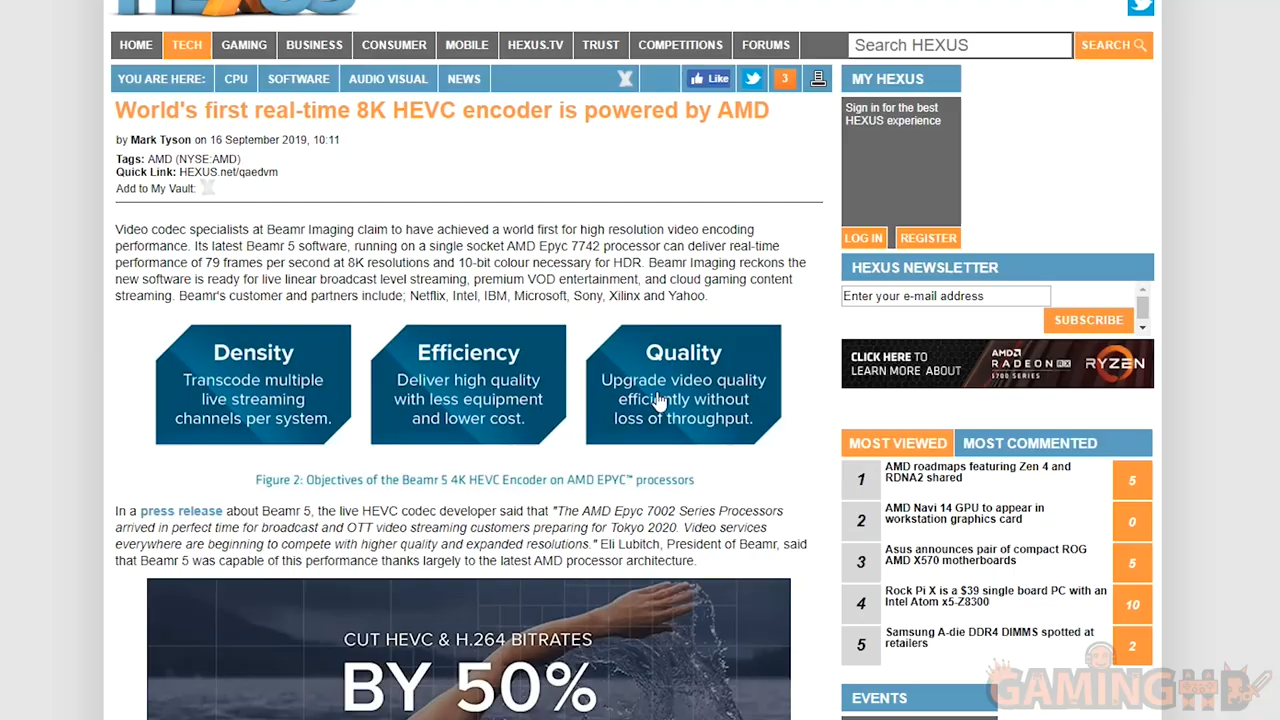 HEXUS
HOME TECH GAMING BUSINESS CONSUMER MOBILE HEXUS.TV TRUST COMPETITIONS FORUMS
Search HEXUS
SEARCH
YOU ARE HERE: CPU SOFTWARE AUDIO VISUAL NEWS
Like
3
World's first real-time 8K HEVC encoder is powered by AMD
by Mark Tyson on 16 September 2019, 10:11
Tags: AMD (NYSE:AMD)
Quick Link: HEXUS.net/qaedvm
Add to My Vault:
Video codec specialists at Beamr Imaging claim to have achieved a world first for high resolution video encoding
performance. Its latest Beamr 5 software, running on a single socket AMD Epyc 7742 processor can deliver real-time
performance of 79 frames per second at 8K resolutions and 10-bit colour necessary for HDR. Beamr Imaging reckons the
new software is ready for live linear broadcast level streaming, premium VOD entertainment, and cloud gaming content
streaming. Beamr's customer and partners include; Netflix, Intel, IBM, Microsoft, Sony, Xilinx and Yahoo.
Density
Transcode multiple
live streaming
channels per system.
Efficiency
Deliver high quality
with less equipment
and lower cost.
Quality
Upgrade video quality
efficiently without
loss of throughput.
Figure 2: Objectives of the Beamr 5 4K HEVC Encoder on AMD EPYC™ processors
In a press release about Beamr 5, the live HEVC codec developer said that "The AMD Epyc 7002 Series Processors
arrived in perfect time for broadcast and OTT video streaming customers preparing for Tokyo 2020. Video services
everywhere are beginning to compete with higher quality and expanded resolutions." Eli Lubitch, President of Beamr, said
that Beamr 5 was capable of this performance thanks largely to the latest AMD processor architecture.
CUT HEVC & H.264 BITRATES
BY 50%
MY HEXUS
Sign in for the best
HEXUS experience
LOG IN REGISTER
HEXUS NEWSLETTER
Enter your e-mail address
SUBSCRIBE
CLICK HERE TO
LEARN MORE ABOUT
AMD
RADEON RX
5700 SERIES
RYZEN
MOST VIEWED MOST COMMENTED
1 AMD roadmaps featuring Zen 4 and
RDNA2 shared 5
2 AMD Navi 14 GPU to appear in
workstation graphics card 0
3 Asus announces pair of compact ROG
AMD X570 motherboards 5
4 Rock Pi X is a $39 single board PC with an
Intel Atom x5-Z8300 10
5 Samsung A-die DDR4 DIMMS spotted at
retailers 2
EVENTS
GAMING HD